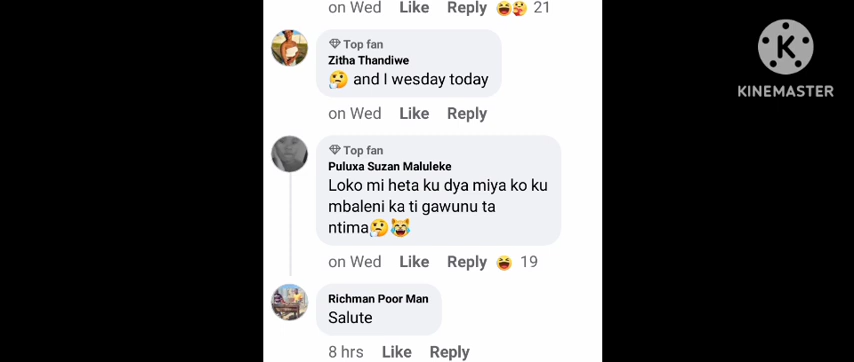 on Wed Like Reply 21
Top fan
Zitha Thandiwe
🤔 and I wesday today
on Wed Like Reply
Top fan
Puluxa Suzan Maluleke
Loko mi heta ku dya miya ko ku
mbaleni ka ti gawunu ta
ntima🤔😹
on Wed Like Reply 19
Richman Poor Man
Salute
8 hrs Like Reply
K
KINEMASTER